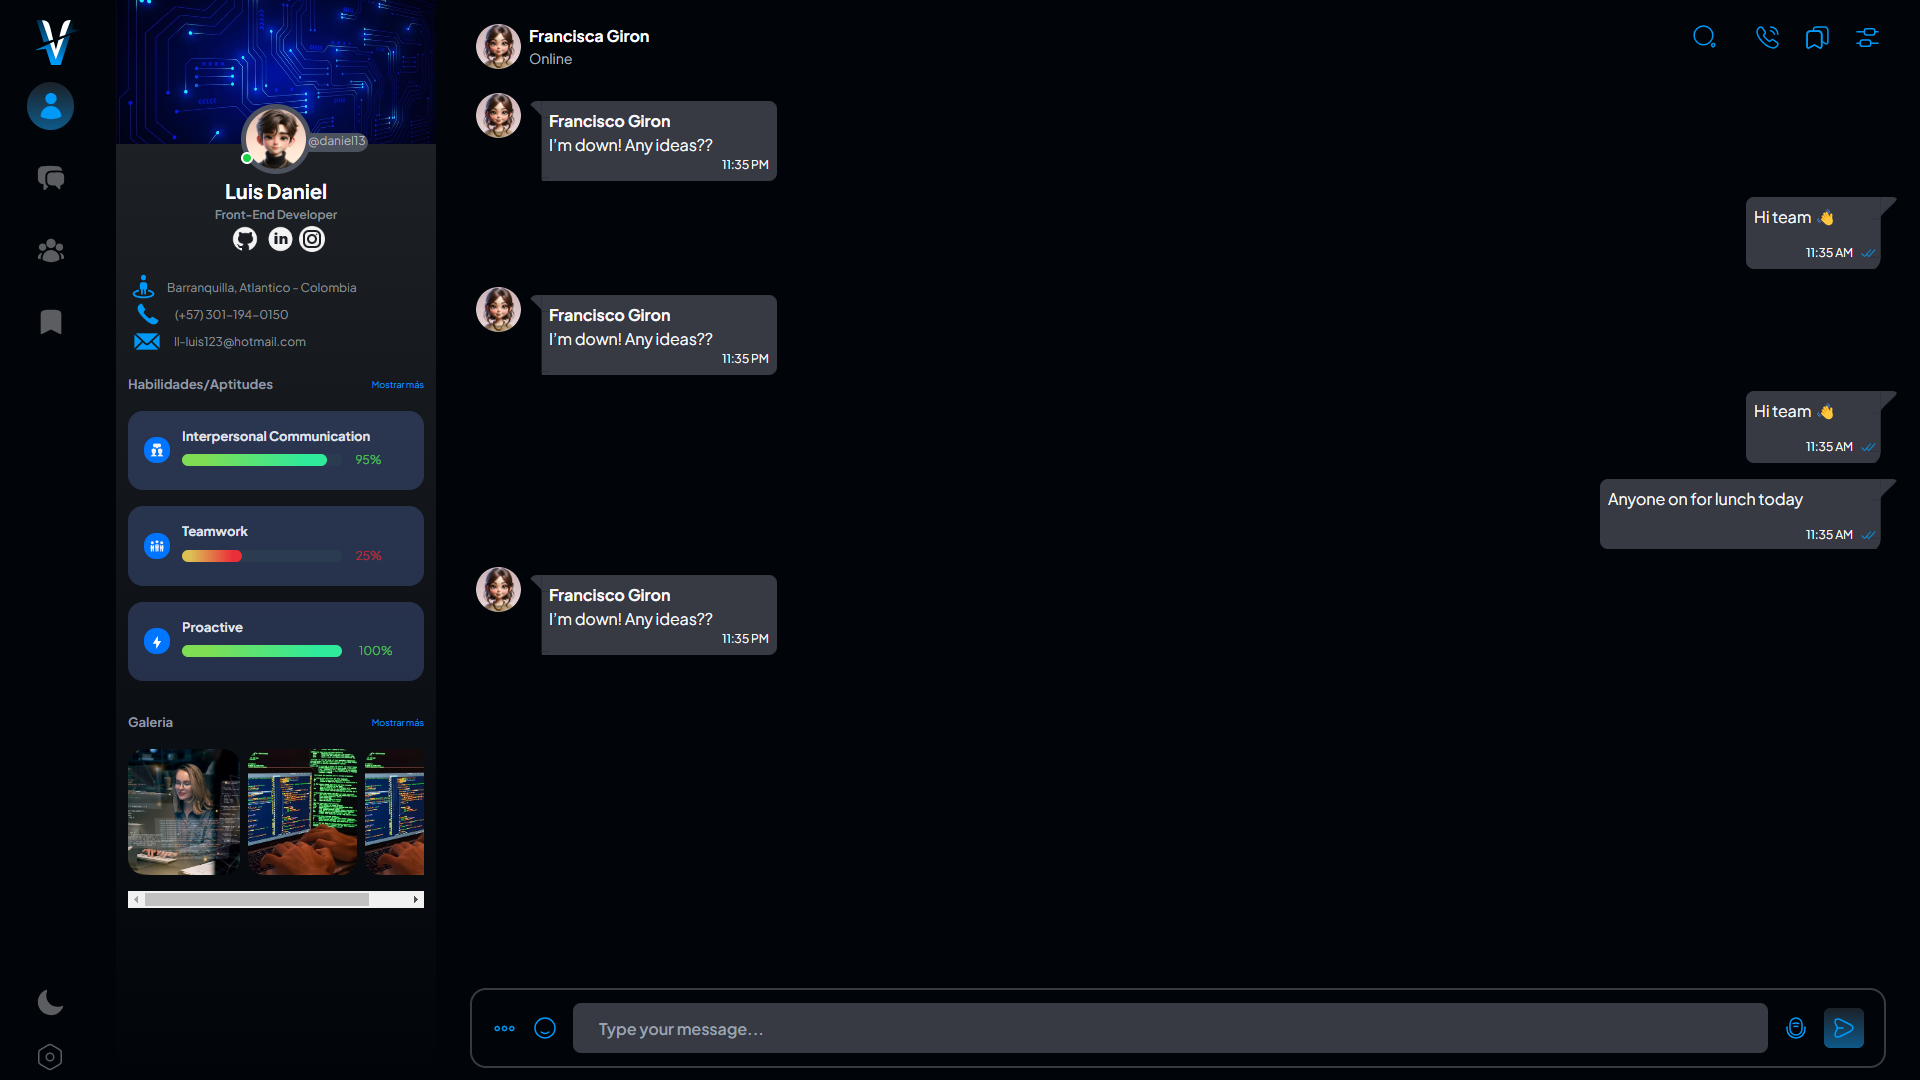 @daniel13
Luis Daniel
Front-End Developer
Barranquilla, Atlantico - Colombia
(+57) 301-194-0150
ll-luis123@hotmail.com
Habilidades/Aptitudes
Mostrar más
Interpersonal Communication
95%
Teamwork
25%
Proactive
100%
Galeria
Mostrar más
Francisca Giron
Online
Francisco Giron
I'm down! Any ideas??
11:35 PM
Hi team 👋
11:35 AM
Francisco Giron
I'm down! Any ideas??
11:35 PM
Hi team 👋
11:35 AM
Anyone on for lunch today
11:35 AM
Francisco Giron
I'm down! Any ideas??
11:35 PM
Type your message...